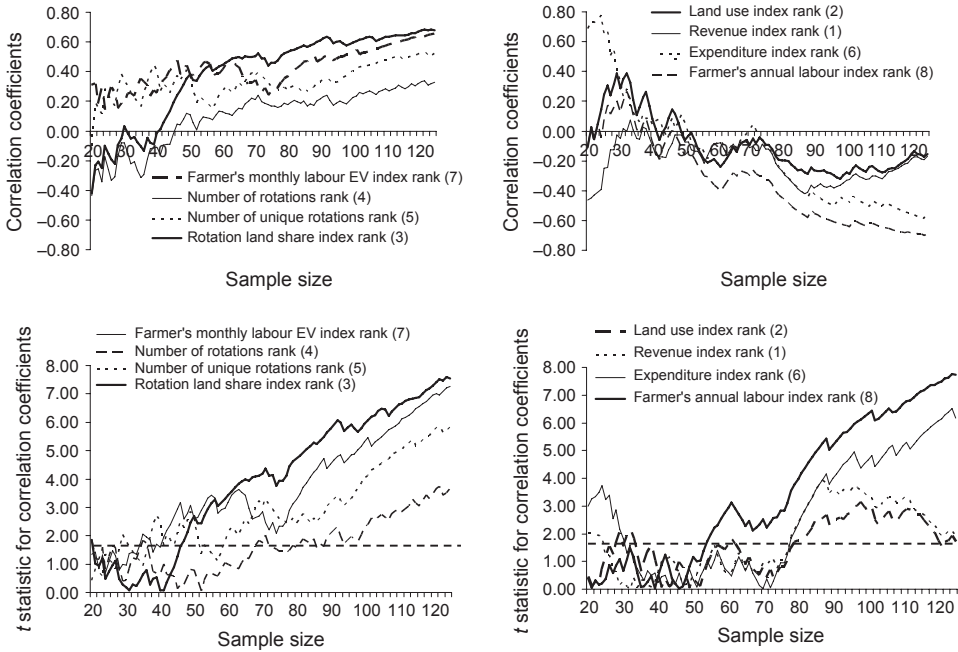 Correlation coefficients
0.80
0.60
0.40
0.20
0.00
–0.20
–0.40
–0.60
–0.80
20 30 40 50 60 70 80 90 100 110 120
Farmer's monthly labour EV index rank (7)
Number of rotations rank (4)
Number of unique rotations rank (5)
Rotation land share index rank (3)
Sample size
Correlation coefficients
0.80
0.60
0.40
0.20
0.00
–0.20
–0.40
–0.60
–0.80
Land use index rank (2)
Revenue index rank (1)
Expenditure index rank (6)
Farmer's annual labour index rank (8)
20 30 40 50 60 70 80 90 100 110 120
Sample size
t statistic for correlation coefficients
Farmer's monthly labour EV index rank (7)
Number of rotations rank (4)
Number of unique rotations rank (5)
Rotation land share index rank (3)
8.00
7.00
6.00
5.00
4.00
3.00
2.00
1.00
0.00
20 30 40 50 60 70 80 90 100 110 120
Sample size
t statistic for correlation coefficients
Land use index rank (2)
Revenue index rank (1)
Expenditure index rank (6)
Farmer's annual labour index rank (8)
8.00
7.00
6.00
5.00
4.00
3.00
2.00
1.00
0.00
20 30 40 50 60 70 80 90 100 110 120
Sample size